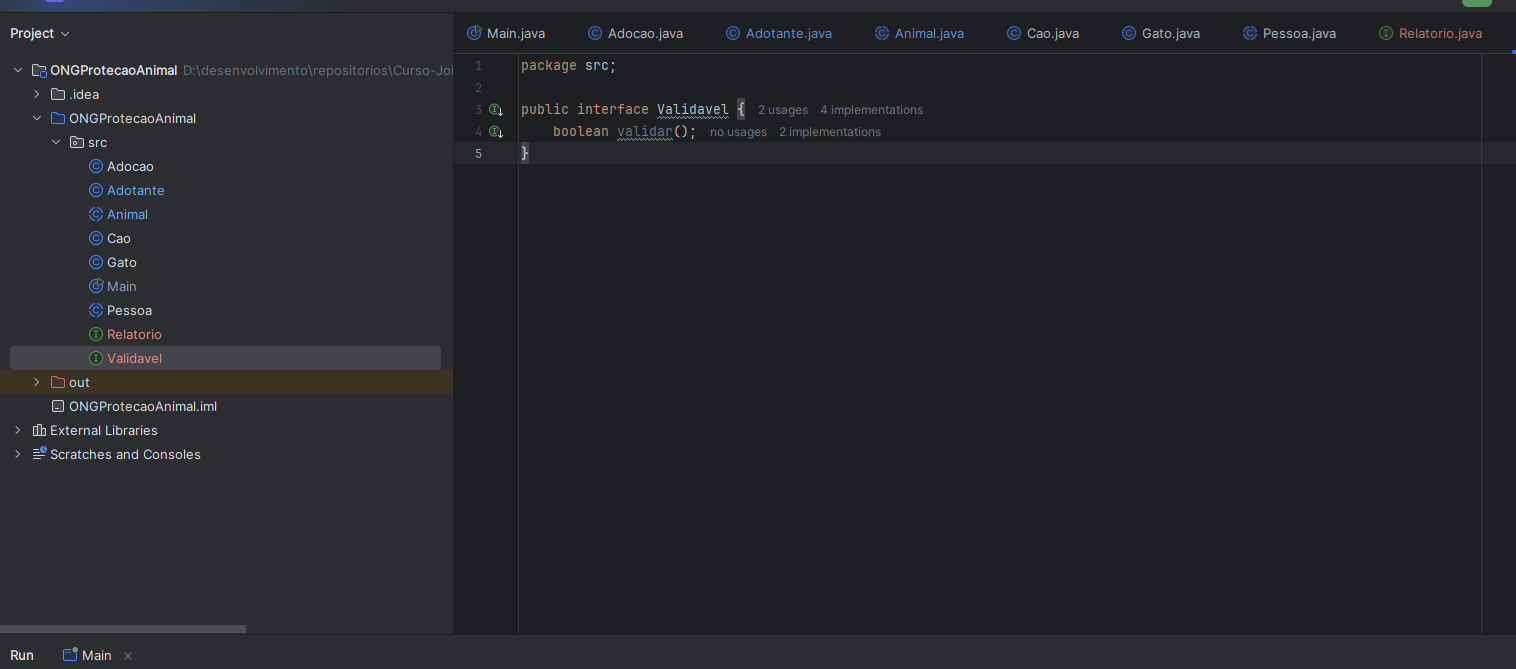 Project
Main.java Adocao.java Adotante.java Animal.java Cao.java Gato.java Pessoa.java Relatorio.java
ONGProtecaoAnimal D:\desenvolvimento\repositorios\Curso-Joi
.idea
ONGProtecaoAnimal
src
Adocao
Adotante
Animal
Cao
Gato
Main
Pessoa
Relatorio
Validavel
out
ONGProtecaoAnimal.iml
External Libraries
Scratches and Consoles
1 package src;
2
3 public interface Validavel { 2 usages 4 implementations
4 boolean validar(); no usages 2 implementations
5 }
Run Main